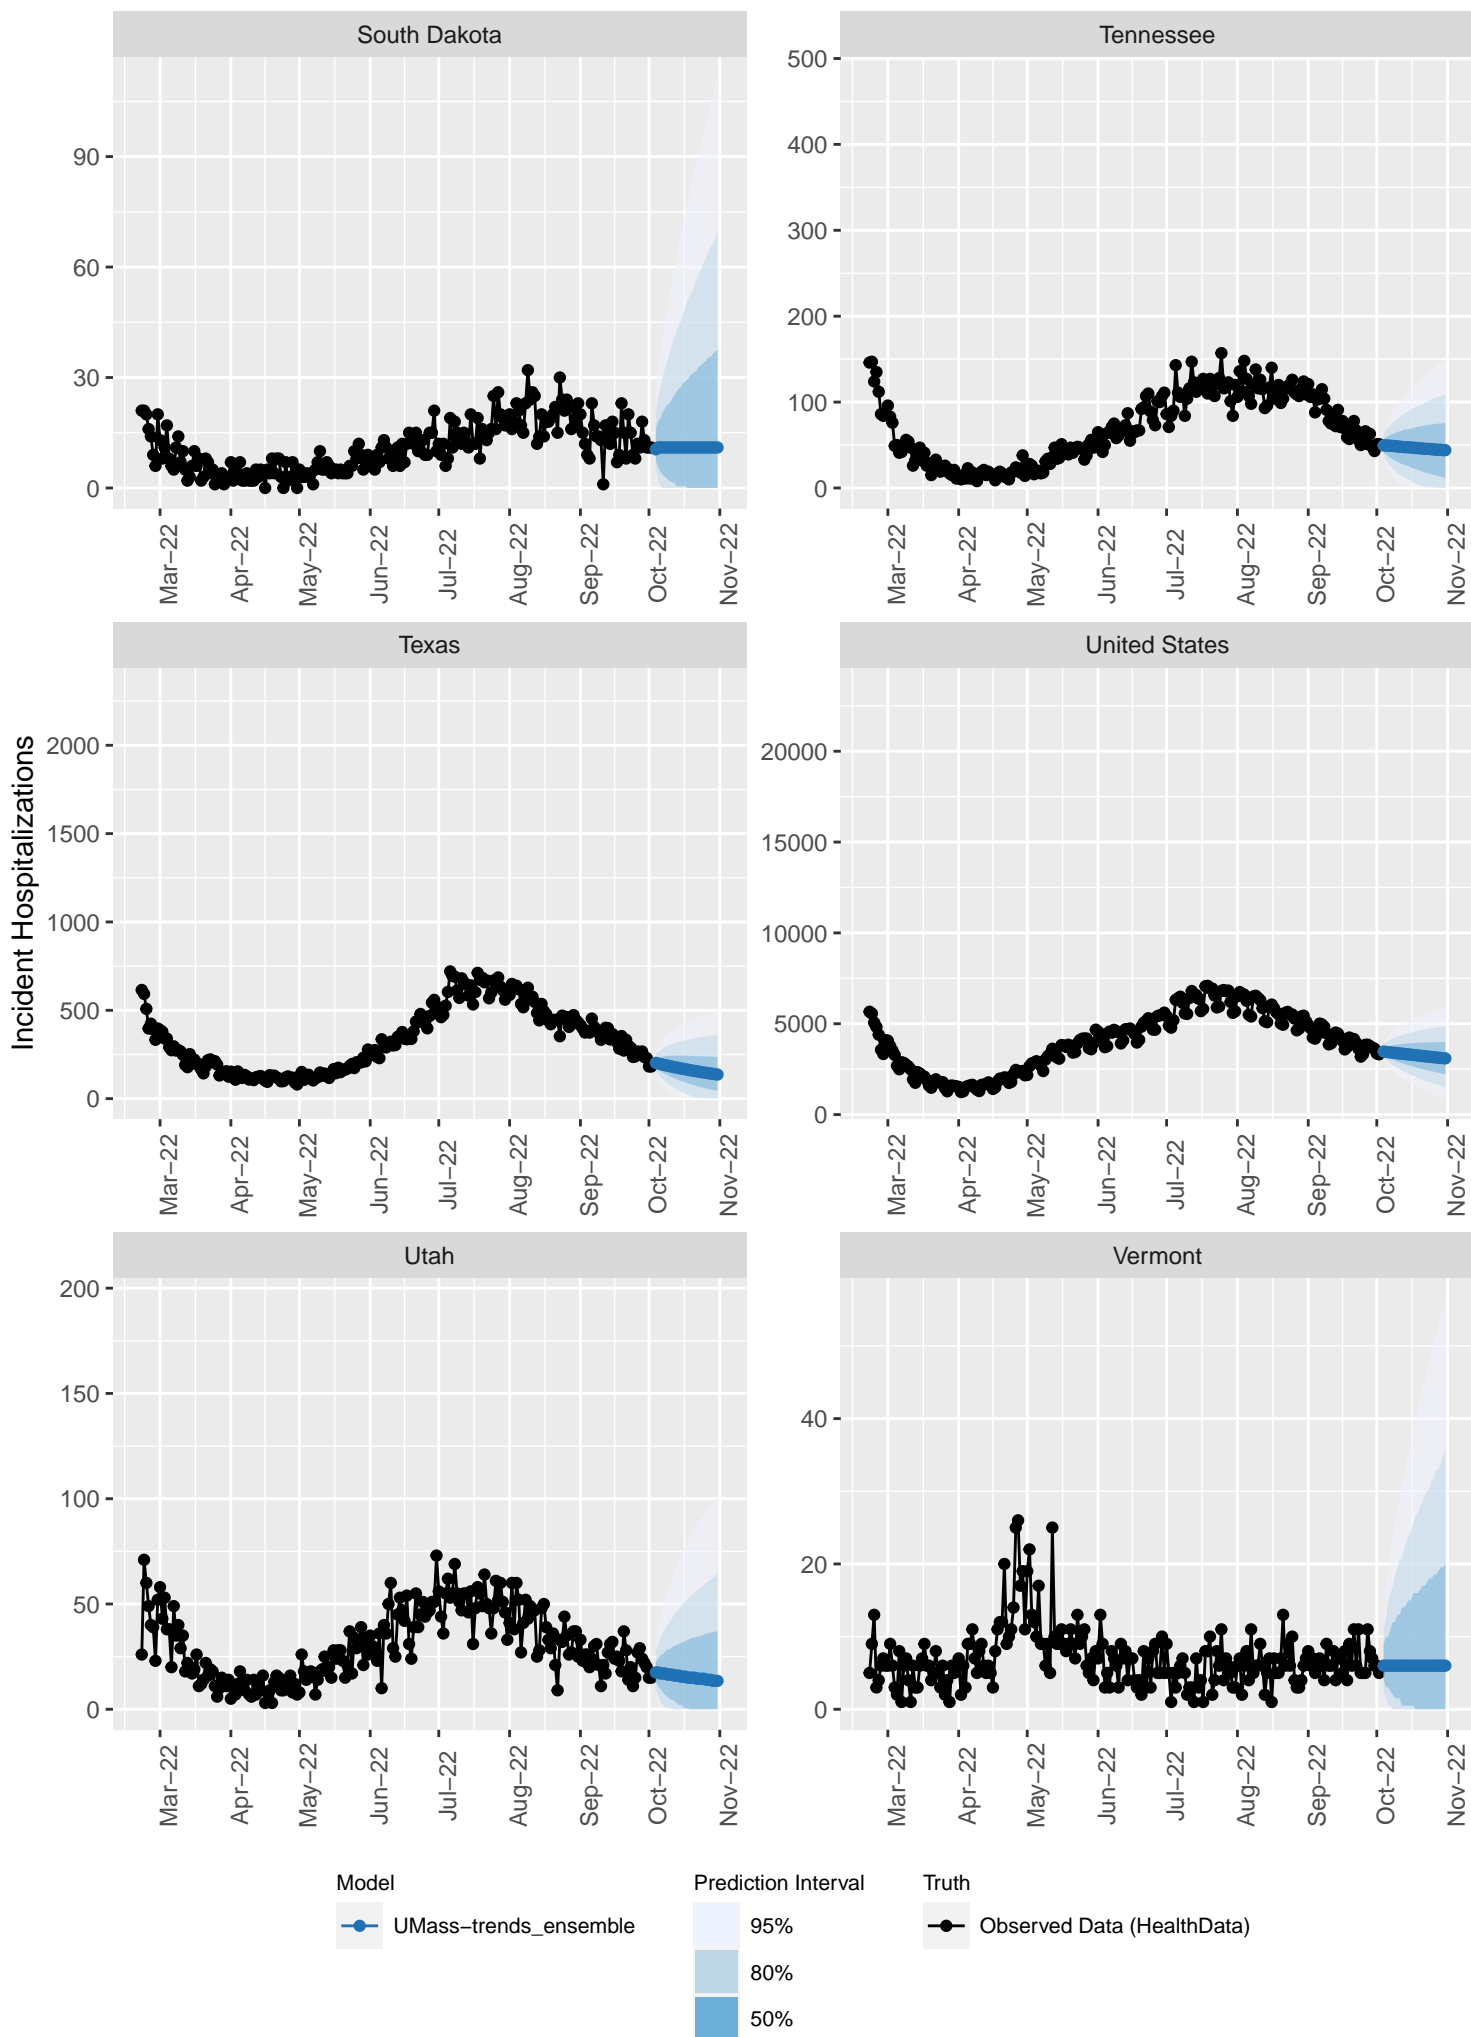 South Dakota
Tennessee
90
60
30
0
500
400
300
200
100
0
Mar−22
Apr−22
May−22
Jun−22
Jul−22
Aug−22
Sep−22
Oct−22
Nov−22
Mar−22
Apr−22
May−22
Jun−22
Jul−22
Aug−22
Sep−22
Oct−22
Nov−22
Incident Hospitalizations
Texas
United States
2000
1500
1000
500
0
20000
15000
10000
5000
0
Mar−22
Apr−22
May−22
Jun−22
Jul−22
Aug−22
Sep−22
Oct−22
Nov−22
Mar−22
Apr−22
May−22
Jun−22
Jul−22
Aug−22
Sep−22
Oct−22
Nov−22
Utah
Vermont
200
150
100
50
0
40
20
0
Mar−22
Apr−22
May−22
Jun−22
Jul−22
Aug−22
Sep−22
Oct−22
Nov−22
Mar−22
Apr−22
May−22
Jun−22
Jul−22
Aug−22
Sep−22
Oct−22
Nov−22
Model
UMass−trends_ensemble
Prediction Interval
95%
80%
50%
Truth
Observed Data (HealthData)